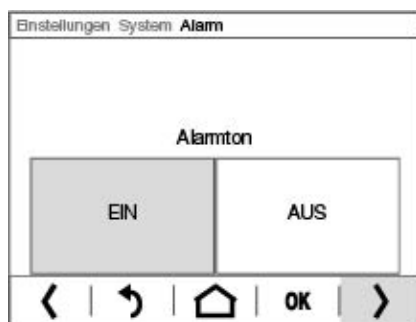 Einstellungen System Alarm
Alarmton
EIN
AUS
OK